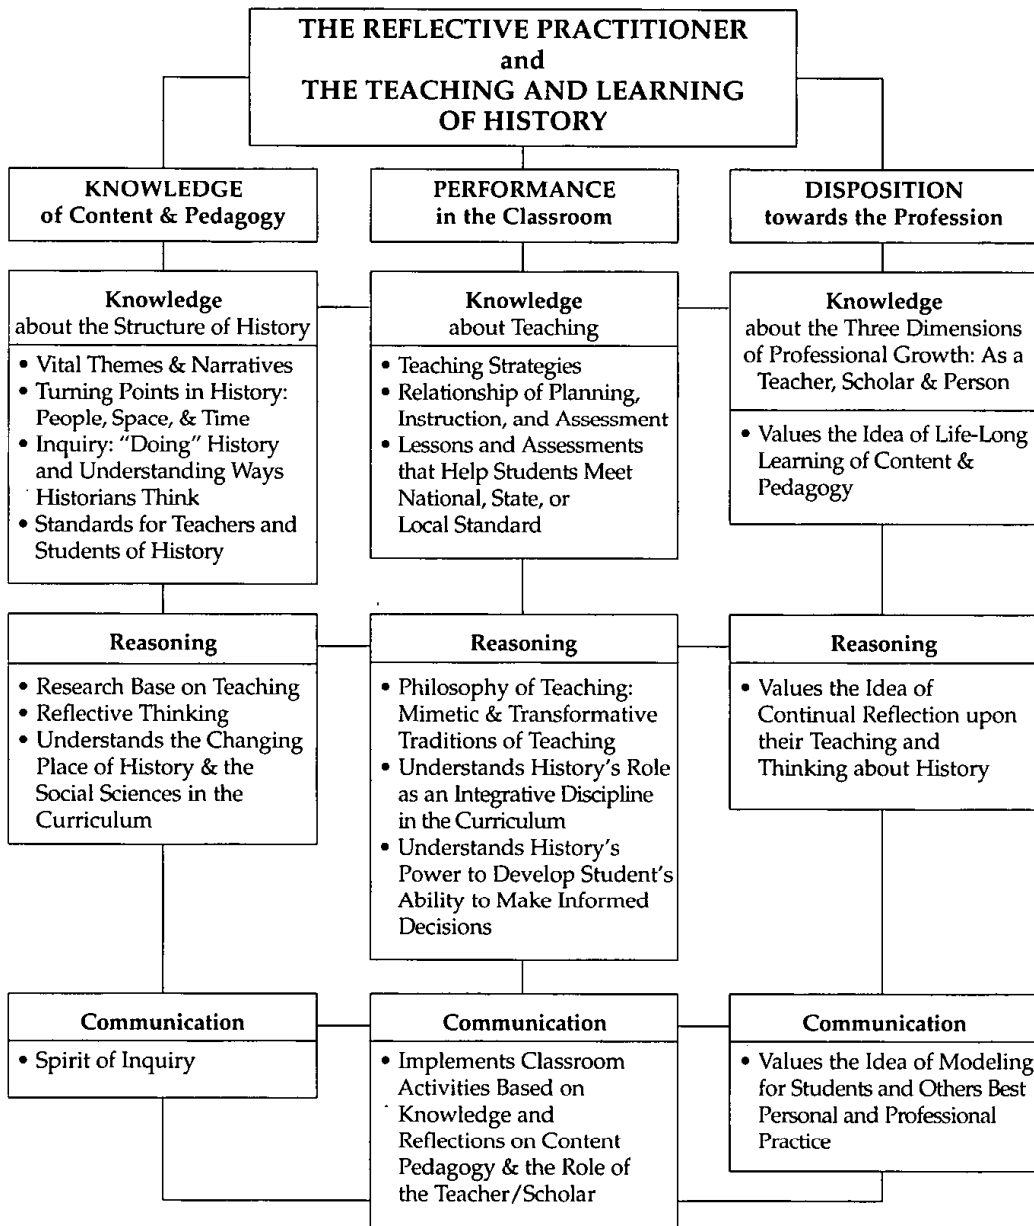 THE REFLECTIVE PRACTITIONER
and
THE TEACHING AND LEARNING
OF HISTORY
KNOWLEDGE
of Content & Pedagogy
PERFORMANCE
in the Classroom
DISPOSITION
towards the Profession
Knowledge
about the Structure of History
• Vital Themes & Narratives
• Turning Points in History:
People, Space, & Time
• Inquiry: "Doing" History
and Understanding Ways
Historians Think
• Standards for Teachers and
Students of History
Knowledge
about Teaching
• Teaching Strategies
• Relationship of Planning,
Instruction, and Assessment
• Lessons and Assessments
that Help Students Meet
National, State, or
Local Standard
Knowledge
about the Three Dimensions
of Professional Growth: As a
Teacher, Scholar & Person
• Values the Idea of Life-Long
Learning of Content &
Pedagogy
Reasoning
• Research Base on Teaching
• Reflective Thinking
• Understands the Changing
Place of History & the
Social Sciences in the
Curriculum
Reasoning
• Philosophy of Teaching:
Mimetic & Transformative
Traditions of Teaching
• Understands History's Role
as an Integrative Discipline
in the Curriculum
• Understands History's
Power to Develop Student's
Ability to Make Informed
Decisions
Reasoning
• Values the Idea of
Continual Reflection upon
their Teaching and
Thinking about History
Communication
• Spirit of Inquiry
Communication
• Implements Classroom
Activities Based on
Knowledge and
Reflections on Content
Pedagogy & the Role of
the Teacher/Scholar
Communication
• Values the Idea of Modeling
for Students and Others Best
Personal and Professional
Practice